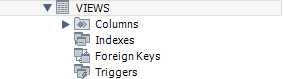 VIEWS
Columns
Indexes
Foreign Keys
Triggers